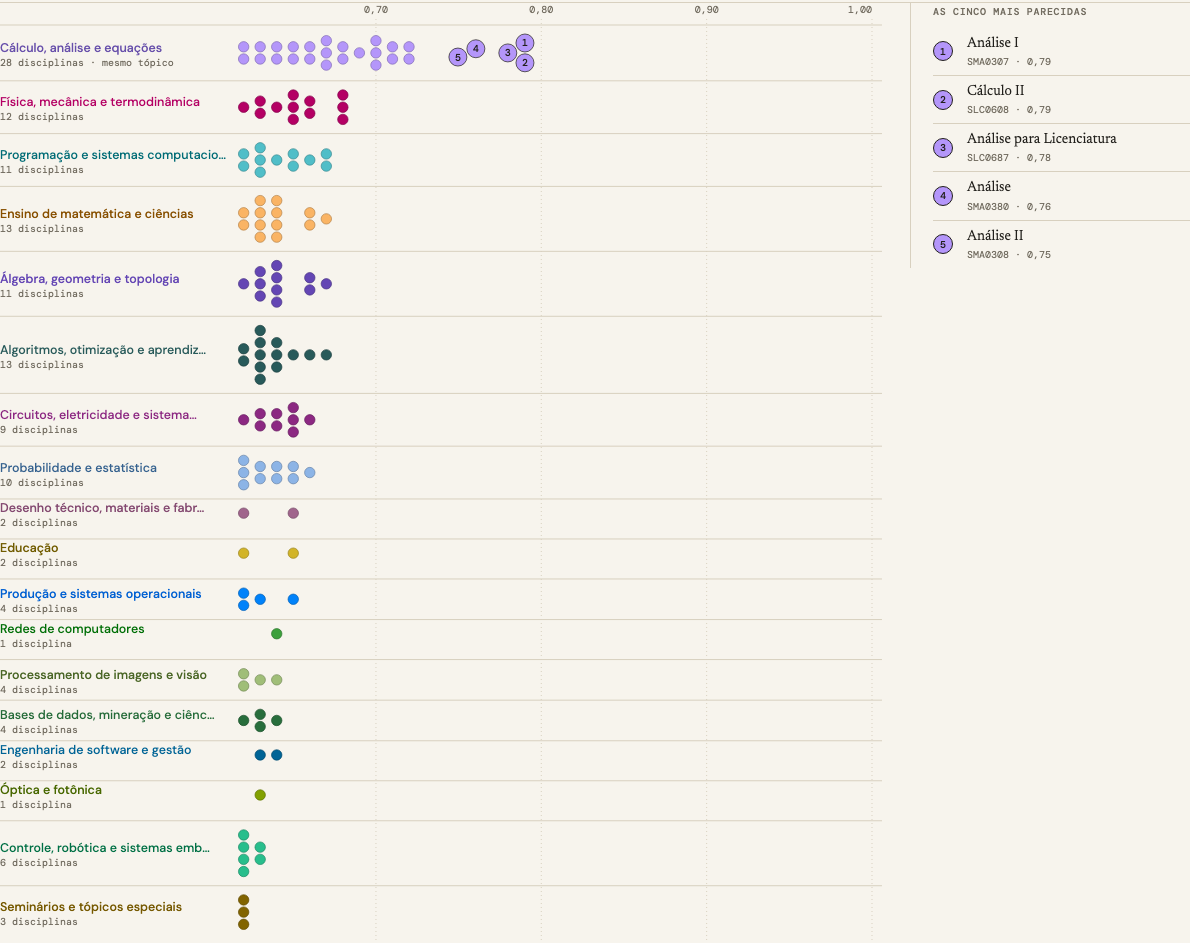 0,70 0,80 0,90 1,00
Cálculo, análise e equações
28 disciplinas · mesmo tópico
5 4 3 1 2
Física, mecânica e termodinâmica
12 disciplinas
Programação e sistemas computacio…
11 disciplinas
Ensino de matemática e ciências
13 disciplinas
Álgebra, geometria e topologia
11 disciplinas
Algoritmos, otimização e aprendiz…
13 disciplinas
Circuitos, eletricidade e sistema…
9 disciplinas
Probabilidade e estatística
10 disciplinas
Desenho técnico, materiais e fabr…
2 disciplinas
Educação
2 disciplinas
Produção e sistemas operacionais
4 disciplinas
Redes de computadores
1 disciplina
Processamento de imagens e visão
4 disciplinas
Bases de dados, mineração e ciênc…
4 disciplinas
Engenharia de software e gestão
2 disciplinas
Óptica e fotônica
1 disciplina
Controle, robótica e sistemas emb…
6 disciplinas
Seminários e tópicos especiais
3 disciplinas
AS CINCO MAIS PARECIDAS
1 Análise I
SMA0307 · 0,79
2 Cálculo II
SLC0608 · 0,79
3 Análise para Licenciatura
SLC0687 · 0,78
4 Análise
SMA0380 · 0,76
5 Análise II
SMA0308 · 0,75